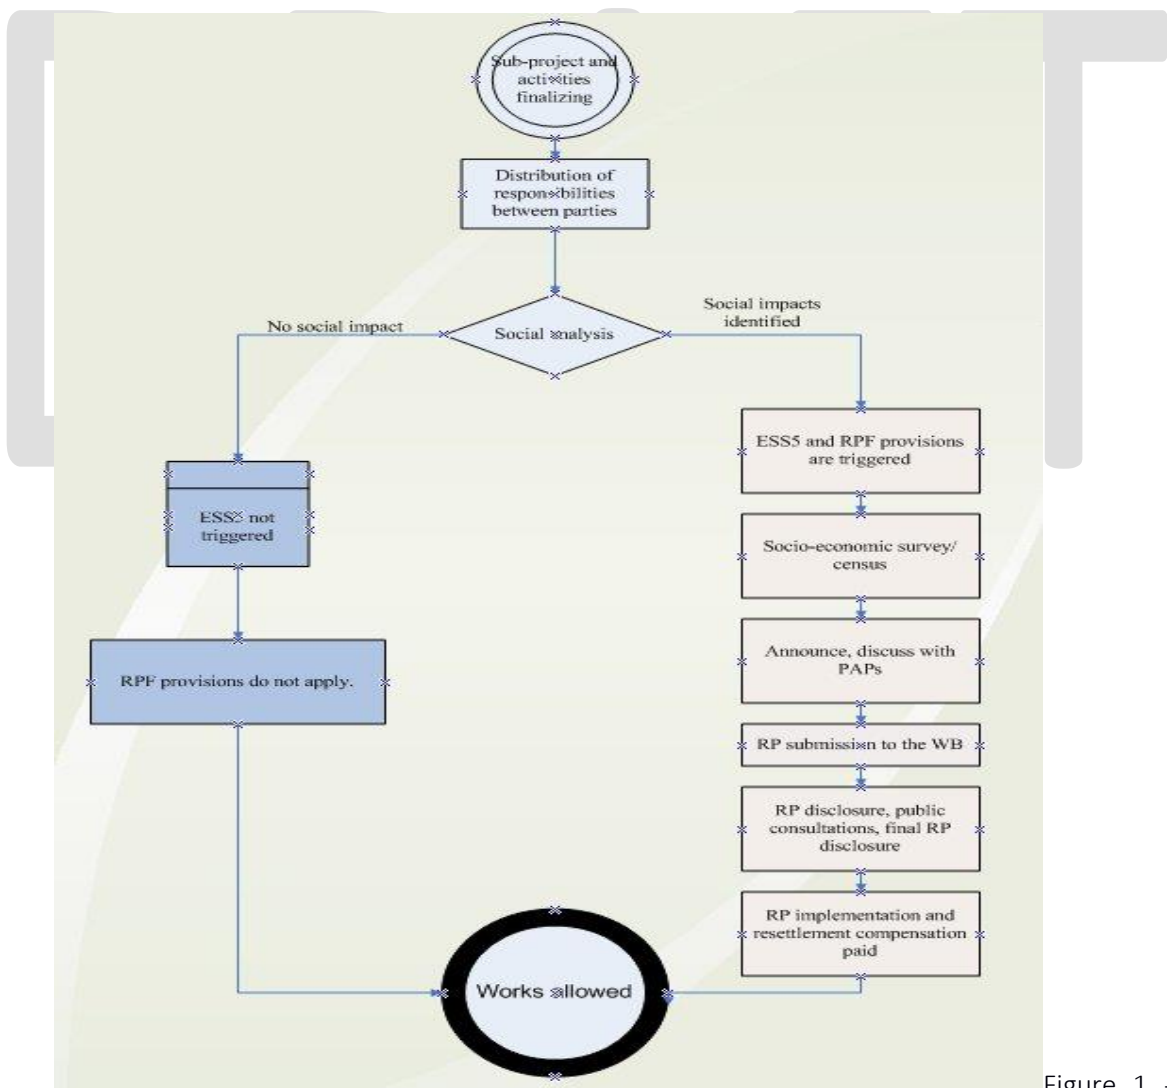 Sub-project and
activities
finalizing
Distribution of
responsibilities
between parties
Social analysis
No social impact
Social impacts
identified
ESS5 not
triggered
RPF provisions do not apply.
ESS5 and RPF provisions
are triggered
Socio-economic survey/
census
Announce, discuss with
PAPs
RP submission to the WB
RP disclosure, public
consultations, final RP
disclosure
RP implementation and
resettlement compensation
paid
Works allowed
Figure 1